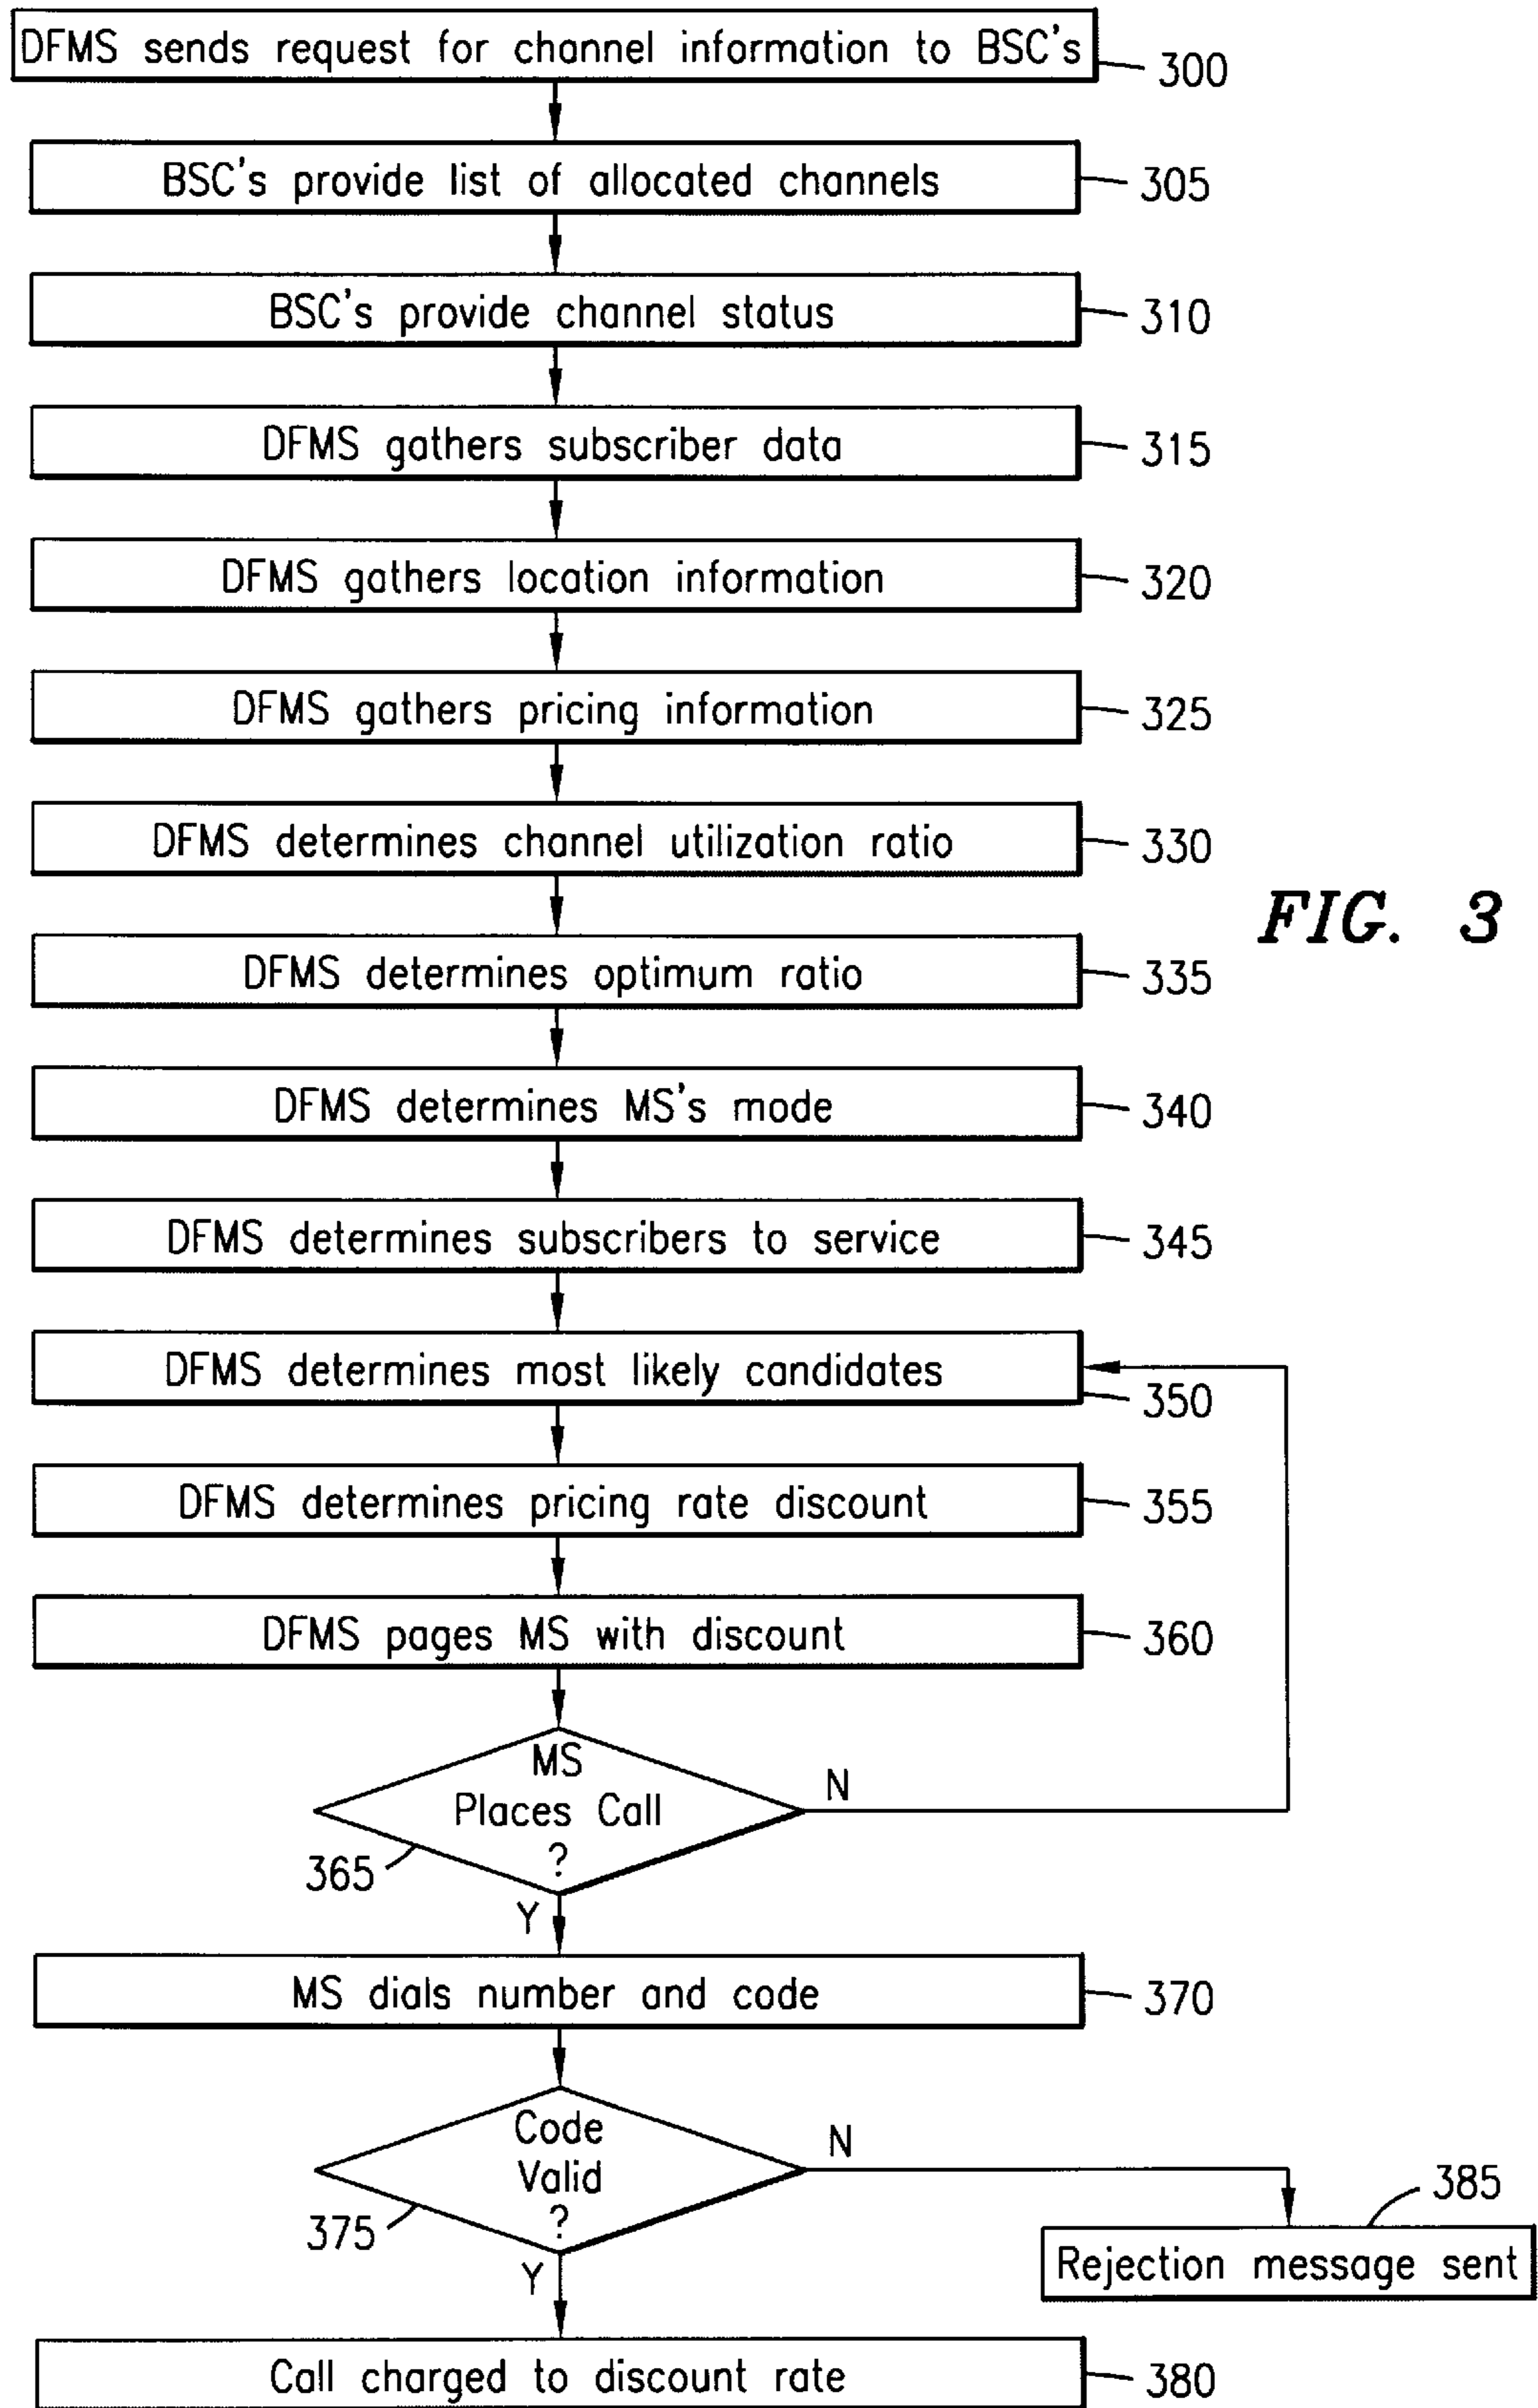 DFMS sends request for channel information to BSC's
300
BSC's provide list of allocated channels
305
BSC's provide channel status
310
DFMS gathers subscriber data
315
DFMS gathers location information
320
DFMS gathers pricing information
325
DFMS determines channel utilization ratio
330
FIG. 3
DFMS determines optimum ratio
335
DFMS determines MS's mode
340
DFMS determines subscribers to service
345
DFMS determines most likely candidates
350
DFMS determines pricing rate discount
355
DFMS pages MS with discount
360
MS
Places Call
?
N
365
Y
MS dials number and code
370
Code
Valid
?
N
375
Y
385
Rejection message sent
Call charged to discount rate
380